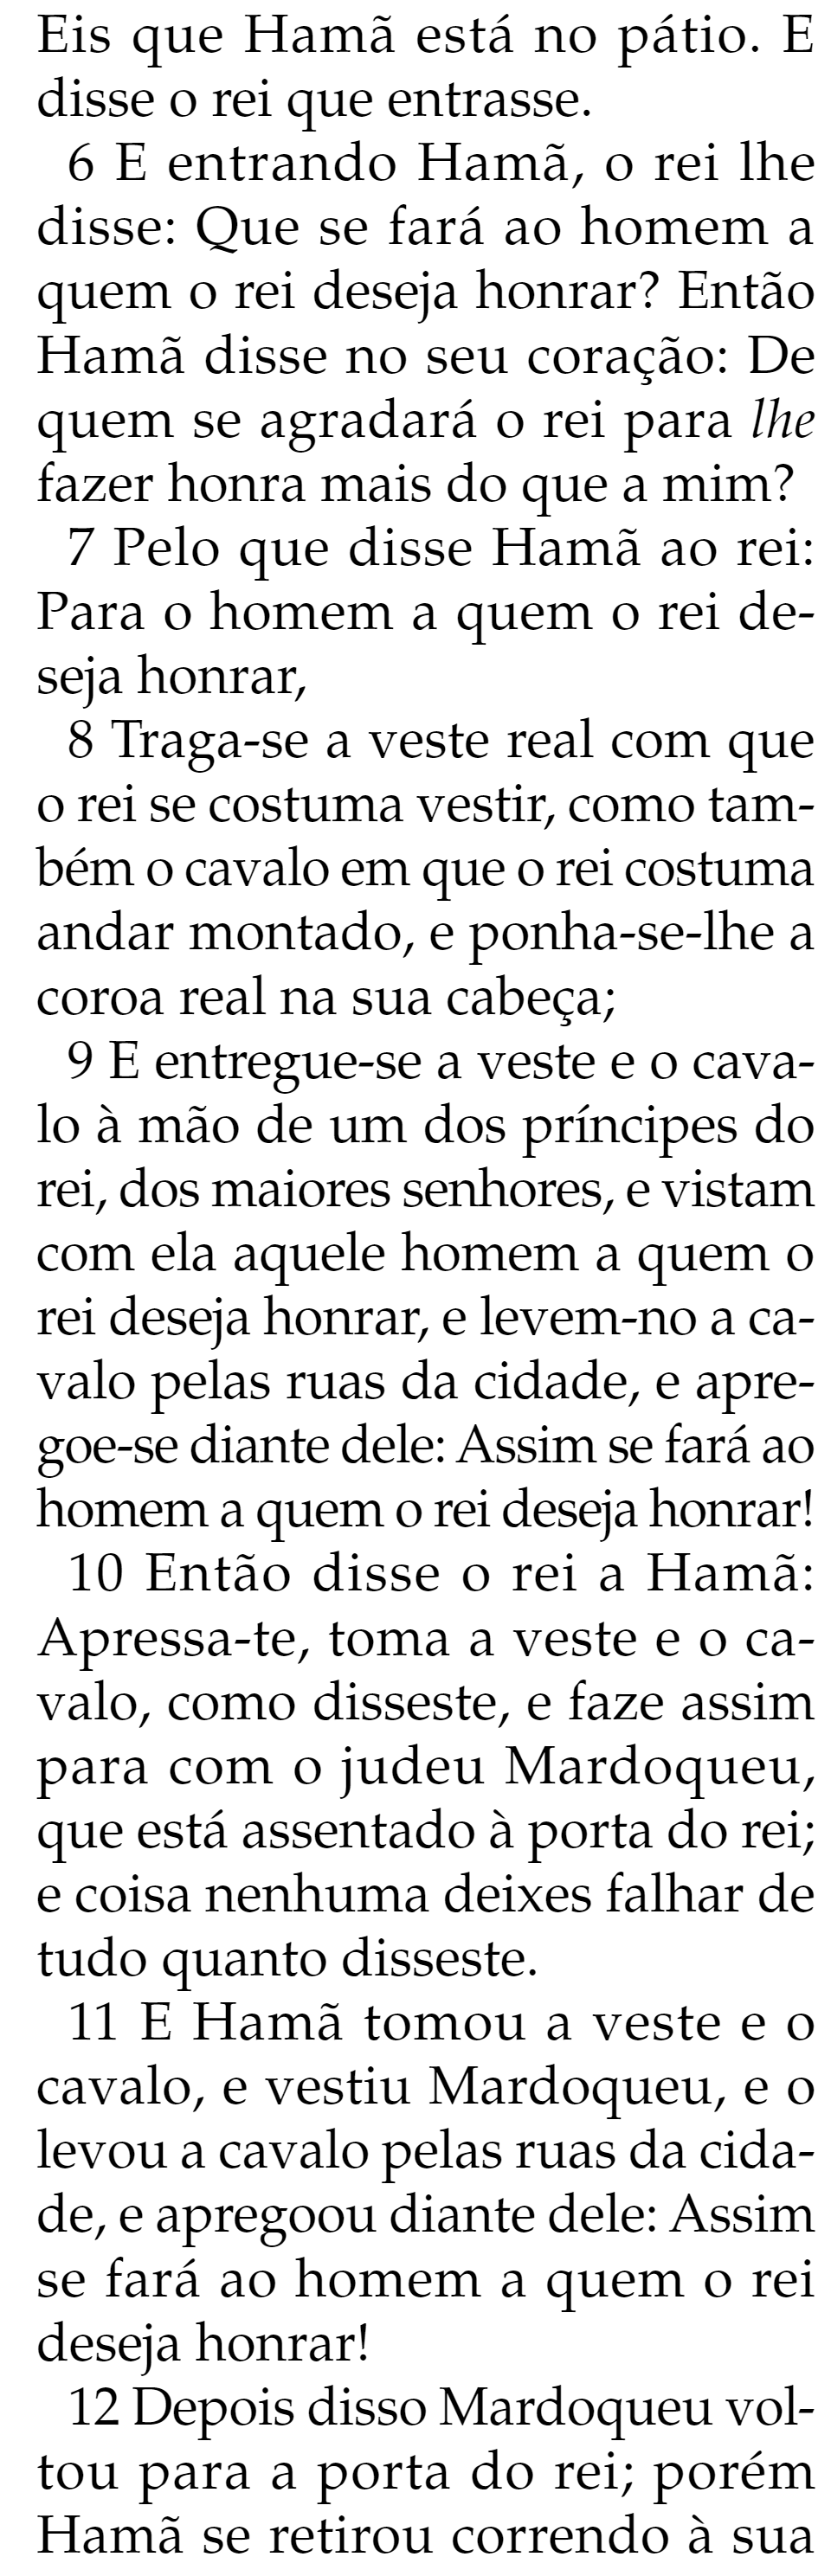 Eis que Hamã está no pátio. E
disse o rei que entrasse.
6 E entrando Hamã, o rei lhe
disse: Que se fará ao homem a
quem o rei deseja honrar? Então
Hamã disse no seu coração: De
quem se agradará o rei para lhe
fazer honra mais do que a mim?
7 Pelo que disse Hamã ao rei:
Para o homem a quem o rei de-
seja honrar,
8 Traga-se a veste real com que
o rei se costuma vestir, como tam-
bém o cavalo em que o rei costuma
andar montado, e ponha-se-lhe a
coroa real na sua cabeça;
9 E entregue-se a veste e o cava-
lo à mão de um dos príncipes do
rei, dos maiores senhores, e vistam
com ela aquele homem a quem o
rei deseja honrar, e levem-no a ca-
valo pelas ruas da cidade, e apre-
goe-se diante dele: Assim se fará ao
homem a quem o rei deseja honrar!
10 Então disse o rei a Hamã:
Apressa-te, toma a veste e o ca-
valo, como disseste, e faze assim
para com o judeu Mardoqueu,
que está assentado à porta do rei;
e coisa nenhuma deixes falhar de
tudo quanto disseste.
11 E Hamã tomou a veste e o
cavalo, e vestiu Mardoqueu, e o
levou a cavalo pelas ruas da cida-
de, e apregoou diante dele: Assim
se fará ao homem a quem o rei
deseja honrar!
12 Depois disso Mardoqueu vol-
tou para a porta do rei; porém
Hamã se retirou correndo à sua